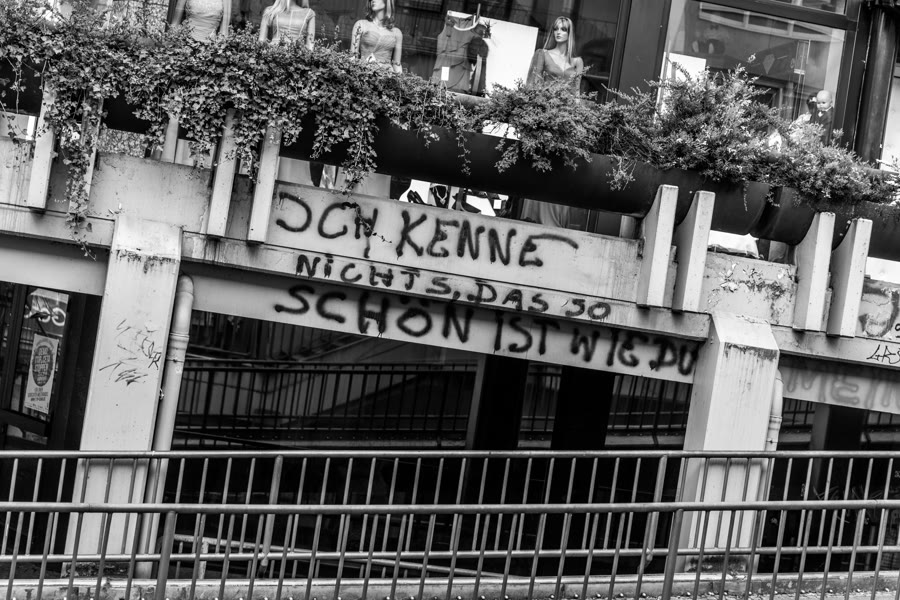 ICH KENNE
NICHTS, DAS SO
SCHÖN IST WIE DU